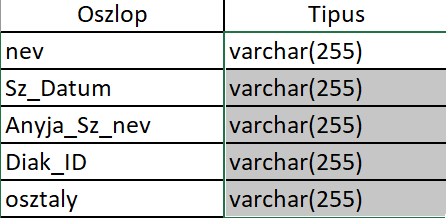 Oszlop Tipus
nev varchar(255)
Sz_Datum varchar(255)
Anyja_Sz_nev varchar(255)
Diak_ID varchar(255)
osztaly varchar(255)